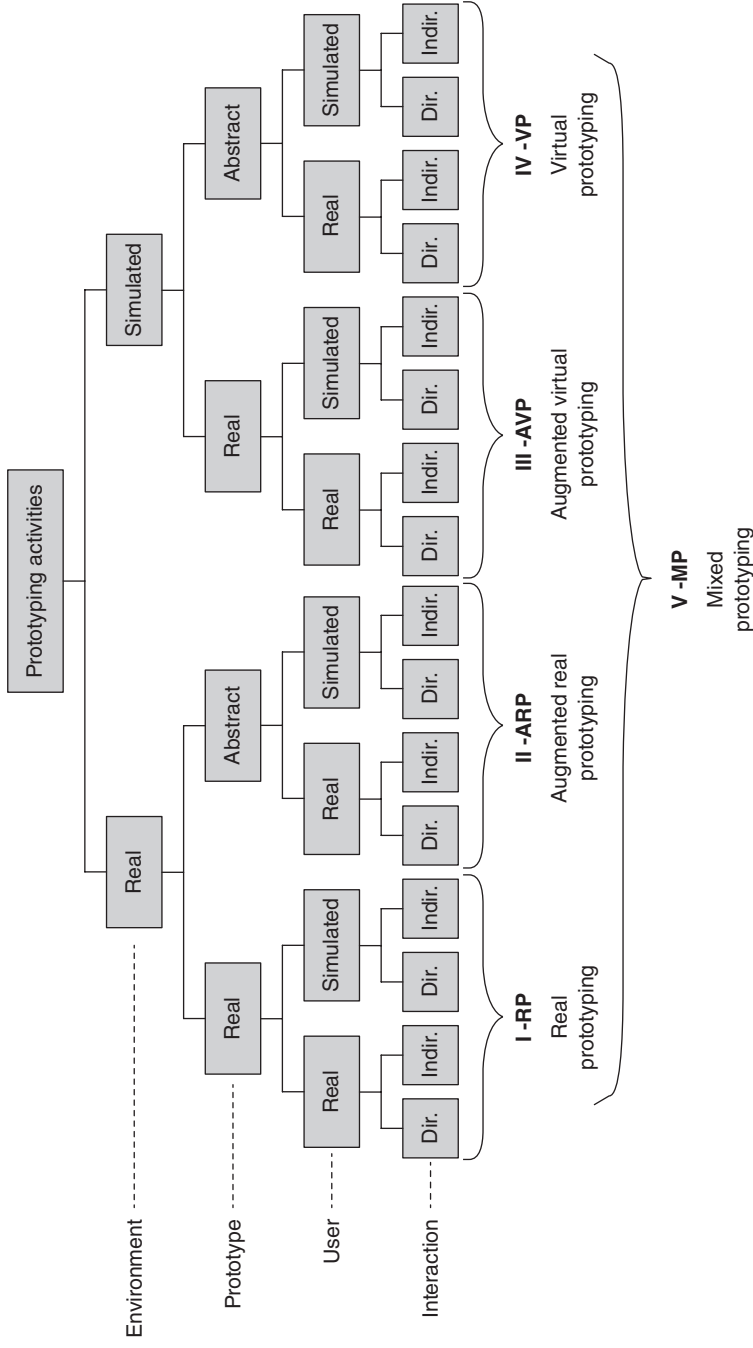 Prototyping activities
Environment
Real
Simulated
Prototype
Real
Abstract
Real
Abstract
User
Real
Simulated
Real
Simulated
Real
Simulated
Real
Simulated
Interaction
Dir.
Indir.
Dir.
Indir.
Dir.
Indir.
Dir.
Indir.
Dir.
Indir.
Dir.
Indir.
Dir.
Indir.
Dir.
Indir.
I -RP
Real
prototyping
II -ARP
Augmented real
prototyping
III -AVP
Augmented virtual
prototyping
IV -VP
Virtual
prototyping
V -MP
Mixed
prototyping